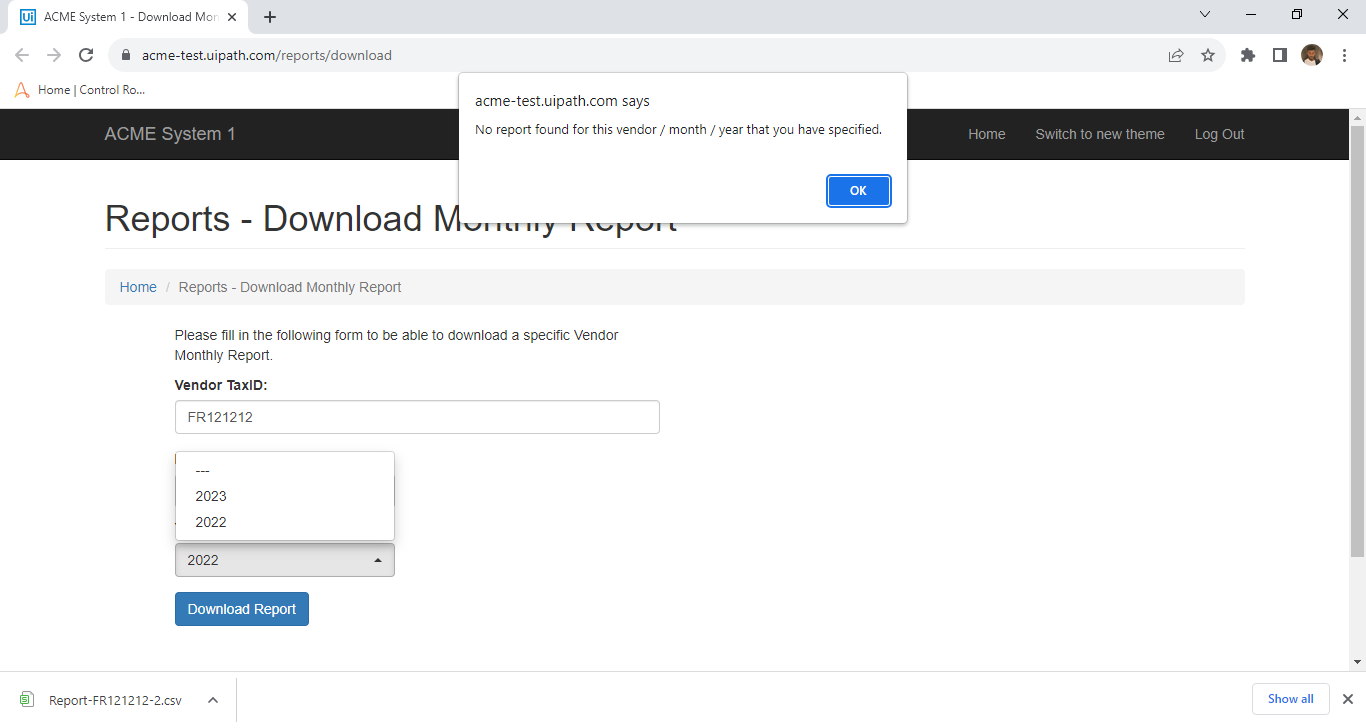 ACME System 1 - Download Mon
acme-test.uipath.com/reports/download
Home | Control Ro...
acme-test.uipath.com says
No report found for this vendor / month / year that you have specified.
OK
ACME System 1
Home
Switch to new theme
Log Out
Reports - Download Monthly Report
Home / Reports - Download Monthly Report
Please fill in the following form to be able to download a specific Vendor
Monthly Report.
Vendor TaxID:
FR121212
---
2023
2022
2022
Download Report
Report-FR121212-2.csv
Show all